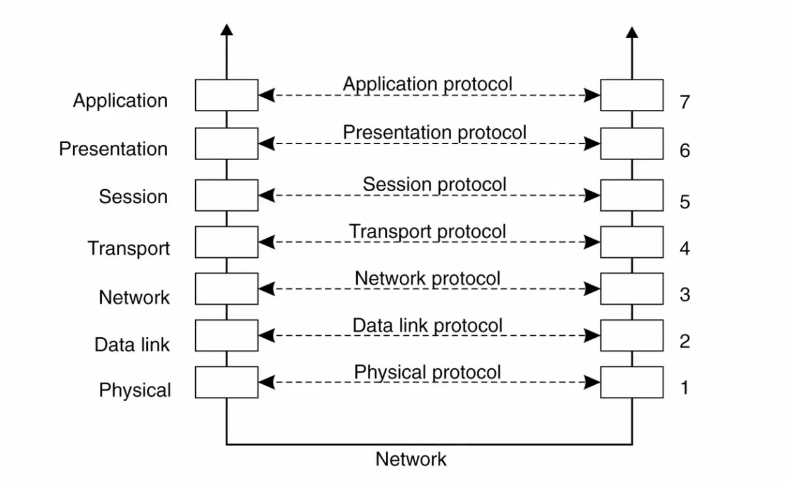 Application
Application protocol
7
Presentation
Presentation protocol
6
Session
Session protocol
5
Transport
Transport protocol
4
Network
Network protocol
3
Data link
Data link protocol
2
Physical
Physical protocol
1
Network